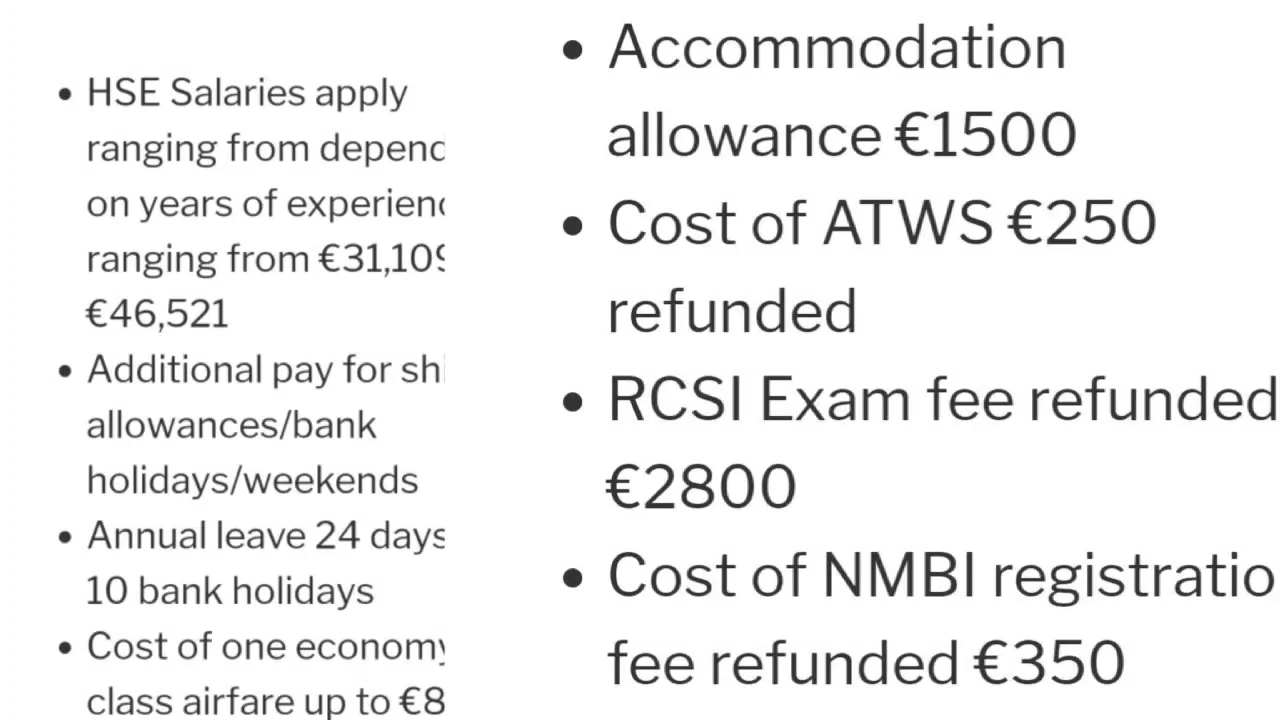 HSE Salaries apply
ranging from depend
on years of experienc
ranging from €31,109
€46,521
Additional pay for shi
allowances/bank
holidays/weekends
Annual leave 24 days
10 bank holidays
Cost of one economy
class airfare up to €8
Accommodation
allowance €1500
Cost of ATWS €250
refunded
RCSI Exam fee refunded
€2800
Cost of NMBI registratio
fee refunded €350